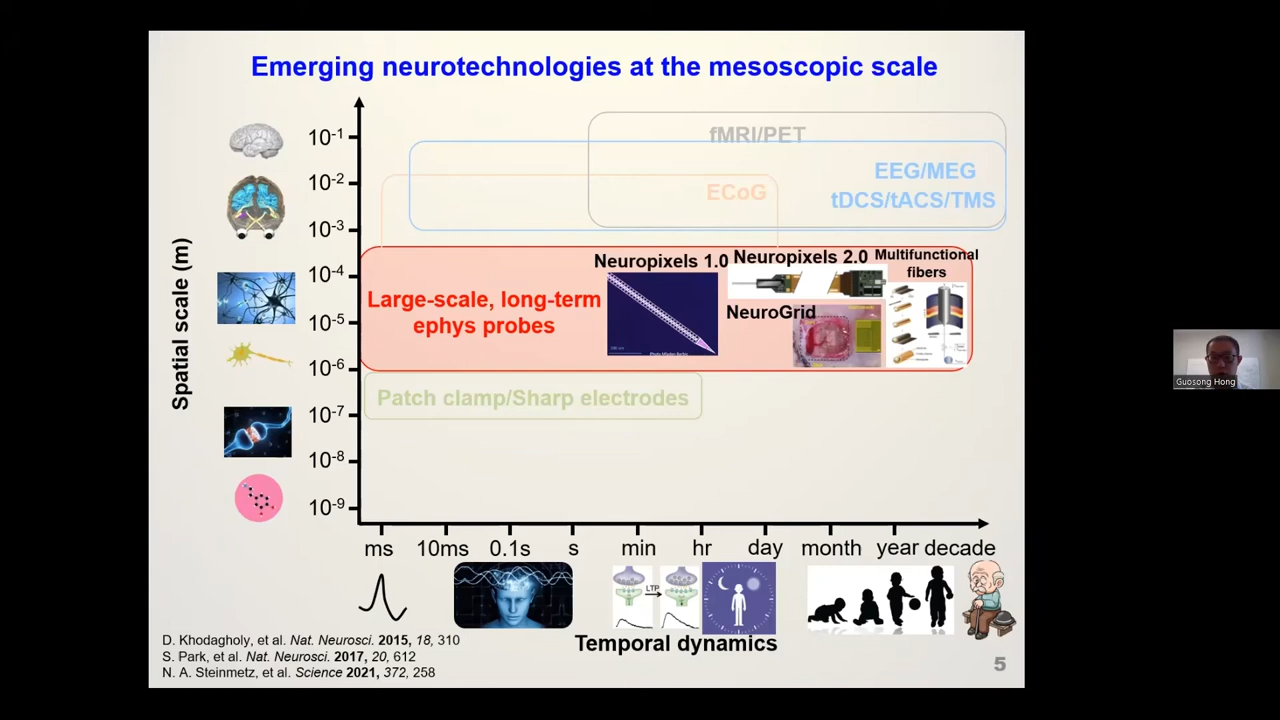 Emerging neurotechnologies at the mesoscopic scale
Spatial scale (m)
10-1
10-2
10-3
10-4
10-5
10-6
10-7
10-8
10-9
fMRI/PET
EEG/MEG
tDCS/tACS/TMS
ECoG
Large-scale, long-term
ephys probes
Neuropixels 1.0
Neuropixels 2.0
Multifunctional
fibers
NeuroGrid
Patch clamp/Sharp electrodes
ms
10ms
0.1s
s
min
hr
day
month
year
decade
LTP
Temporal dynamics
D. Khodagholy, et al. Nat. Neurosci. 2015, 18, 310
S. Park, et al. Nat. Neurosci. 2017, 20, 612
N. A. Steinmetz, et al. Science 2021, 372, 258
5
Guosong Hong